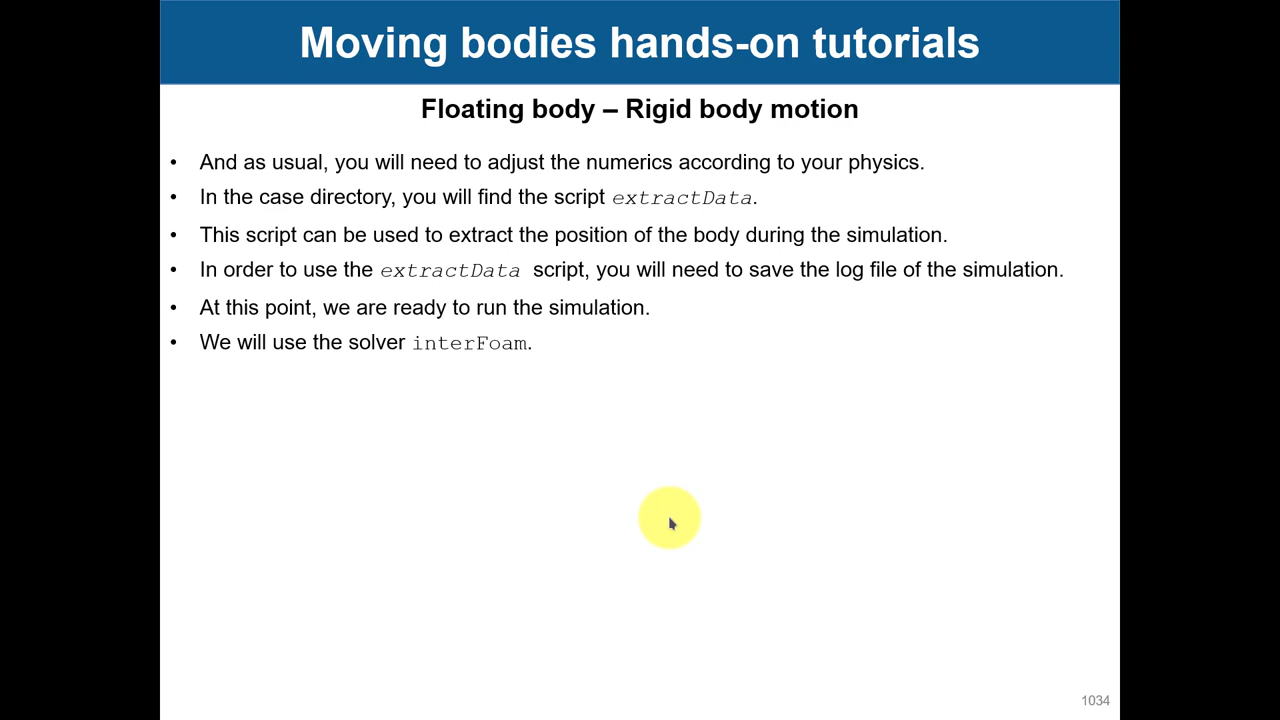 Moving bodies hands-on tutorials
Floating body – Rigid body motion
• And as usual, you will need to adjust the numerics according to your physics.
• In the case directory, you will find the script extractData.
• This script can be used to extract the position of the body during the simulation.
• In order to use the extractData script, you will need to save the log file of the simulation.
• At this point, we are ready to run the simulation.
• We will use the solver interFoam.
1034